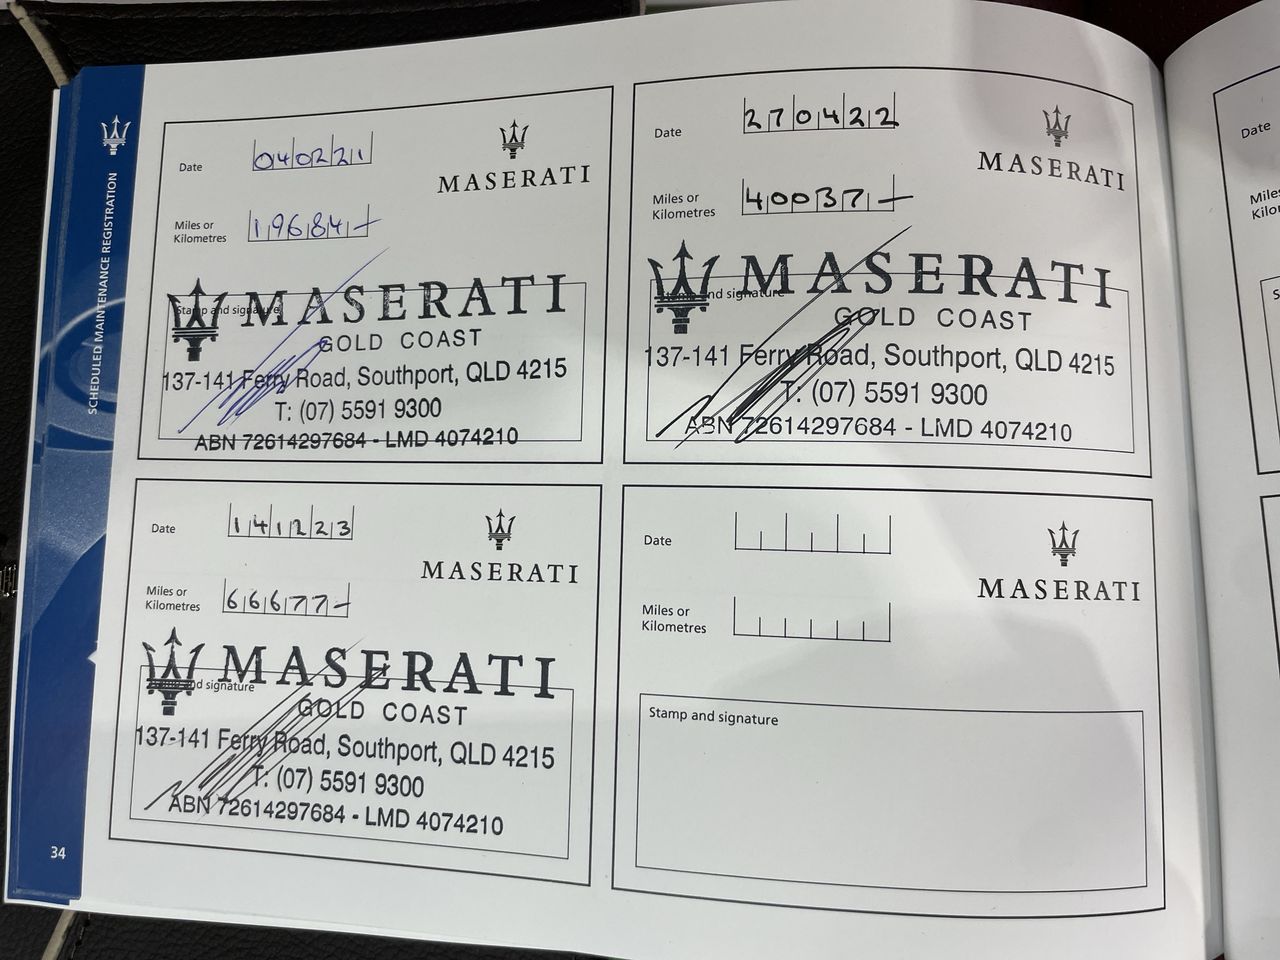 SCHEDULED MAINTENANCE REGISTRATION
Date 040221
MASERATI
Miles or
Kilometres 19684-
Stamp and signature
MASERATI
GOLD COAST
137-141 Ferry Road, Southport, QLD 4215
T: (07) 5591 9300
ABN 72614297684 - LMD 4074210
Date 270422
MASERATI
Miles or
Kilometres 40037-
Stamp and signature
MASERATI
GOLD COAST
137-141 Ferry Road, Southport, QLD 4215
T: (07) 5591 9300
ABN 72614297684 - LMD 4074210
Date 141223
MASERATI
Miles or
Kilometres 66677-
Stamp and signature
MASERATI
GOLD COAST
137-141 Ferry Road, Southport, QLD 4215
T: (07) 5591 9300
ABN 72614297684 - LMD 4074210
Date
MASERATI
Miles or
Kilometres
Stamp and signature
34
Date